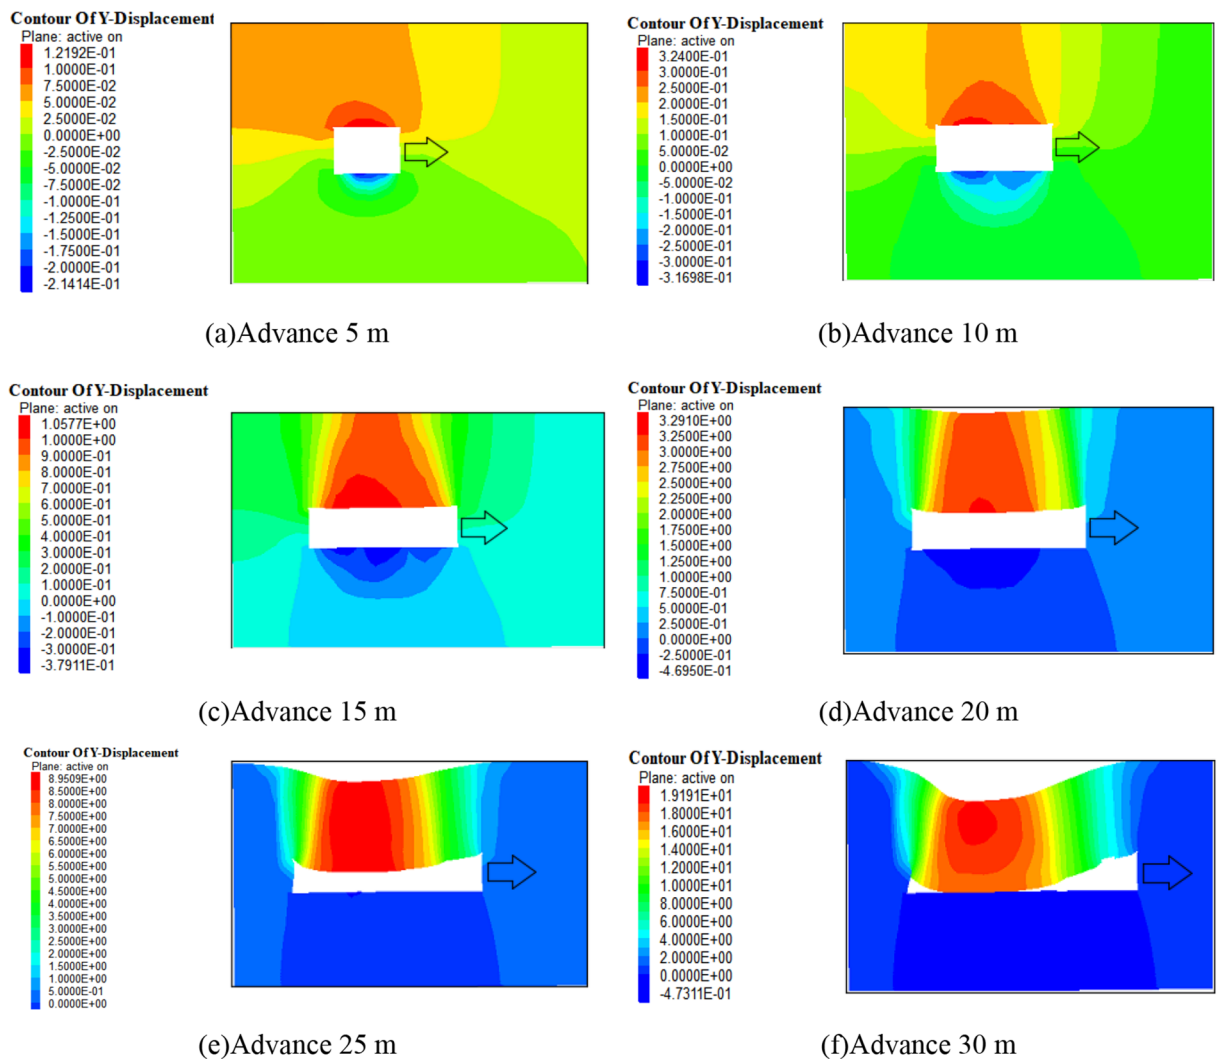 Contour Of Y-Displacement
Plane: active on
1.2192E-01
1.0000E-01
7.5000E-02
5.0000E-02
0.0000E+00
-2.5000E-02
-5.0000E-02
-7.5000E-02
-1.0000E-01
-1.2500E-01
-1.5000E-01
-1.7500E-01
-2.0000E-01
-2.1414E-01
(a)Advance 5 m
Contour Of Y-Displacement
Plane: active on
3.2400E-01
3.0000E-01
2.5000E-01
2.0000E-01
1.0000E-01
1.0000E-01
5.0000E-02
0.0000E+00
-5.0000E-02
-1.0000E-01
-1.5000E-01
-2.0000E-01
-2.5000E-01
-3.0000E-01
-3.1698E-01
(b)Advance 10 m
Contour Of Y-Displacement
Plane: active on
1.0577E+00
1.0000E+00
9.0000E-01
8.0000E-01
7.0000E-01
6.0000E-01
5.0000E-01
4.0000E-01
3.0000E-01
2.0000E-01
1.0000E-01
0.0000E+00
-1.0000E-01
-2.0000E-01
-3.0000E-01
-3.7911E-01
(c)Advance 15 m
Contour Of Y-Displacement
Plane: active on
3.2910E+00
3.2500E+00
3.0000E+00
2.7500E+00
2.5000E+00
2.2500E+00
2.0000E+00
1.7500E+00
1.5000E+00
1.2500E+00
1.0000E+00
7.5000E-01
5.0000E-01
2.5000E-01
0.0000E+00
-2.5000E-01
-4.6950E-01
(d)Advance 20 m
Contour Of Y-Displacement
Plane: active on
8.9509E+00
8.5000E+00
8.0000E+00
7.5000E+00
7.0000E+00
6.5000E+00
6.0000E+00
5.5000E+00
5.0000E+00
4.5000E+00
4.0000E+00
3.5000E+00
3.0000E+00
2.5000E+00
2.0000E+00
1.5000E+00
1.0000E+00
5.0000E-01
0.0000E+00
(e)Advance 25 m
Contour Of Y-Displacement
Plane: active on
1.9191E+01
1.8000E+01
1.6000E+01
1.4000E+01
1.2000E+01
1.0000E+01
8.0000E+00
6.0000E+00
4.0000E+00
2.0000E+00
0.0000E+00
-4.7311E-01
(f)Advance 30 m